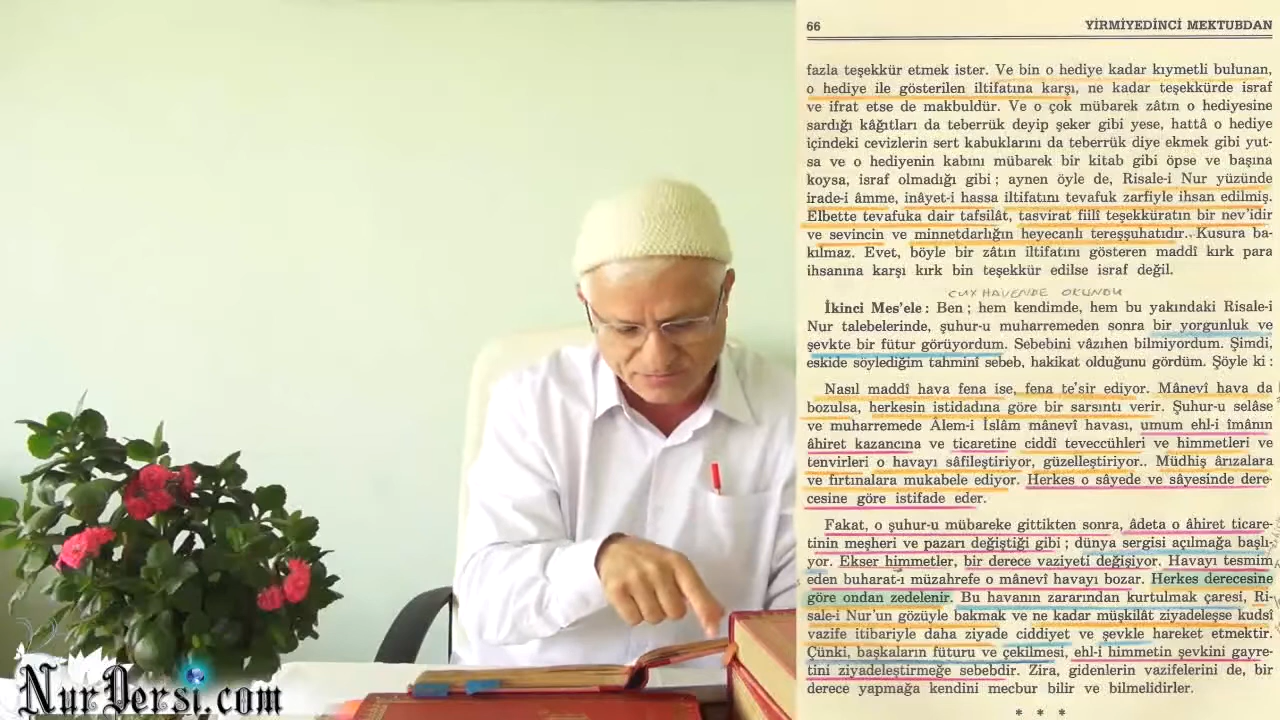 66
YİRMİYEDİNCİ MEKTUBDAN
fazla teşekkür etmek ister. Ve bin o hediye kadar kıymetli bulunan,
o hediye ile gösterilen iltifatına karşı, ne kadar teşekkürde israf
ve ifrat etse de makbuldür. Ve o çok mübarek zâtın o hediyesine
sardığı kâğıtları da teberrük deyip şeker gibi yese, hattâ o hediye
içindeki cevizlerin sert kabuklarını da teberrük diye ekmek gibi yut-
sa ve o hediyenin kabını mübarek bir kitab gibi öpse ve başına
koysa, israf olmadığı gibi; aynen öyle de, Risale-i Nur yüzünde
irade-i âmme, inâyet-i hassa iltifatını tevafuk zarfiyle ihsan edilmiş.
Elbette tevafuka dair tafsilât, tasvirat fiilî teşekküratın bir nev'idir
ve sevincin ve minnetdarlığın heyecanlı tereşşuhatıdır.. Kusura ba-
kılmaz. Evet, böyle bir zâtın iltifatını gösteren maddî kırk para
ihsanına karşı kırk bin teşekkür edilse israf değil.
CUXHAVENDE OKUNDU
İkinci Mes'ele: Ben; hem kendimde, hem bu yakındaki Risale-i
Nur talebelerinde, şuhur-u muharremeden sonra bir yorgunluk ve
şevkte bir fütur görüyordum. Sebebini vâzıhen bilmiyordum. Şimdi,
eskide söylediğim tahminî sebeb, hakikat olduğunu gördüm. Şöyle ki:
Nasıl maddî hava fena ise, fena te'sir ediyor. Mânevî hava da
bozulsa, herkesin istidadına göre bir sarsıntı verir. Şuhur-u selâse
ve muharremede Âlem-i İslâm mânevî havası, umum ehl-i îmânın
âhiret kazancına ve ticaretine ciddî teveccühleri ve himmetleri ve
tenvirleri o havayı sâfileştiriyor, güzelleştiriyor.. Müdhiş ârızalara
ve fırtınalara mukabele ediyor. Herkes o sâyede ve sâyesinde dere-
cesine göre istifade eder.
Fakat, o şuhur-u mübareke gittikten sonra, âdeta o âhiret ticare-
tinin meşheri ve pazarı değiştiği gibi; dünya sergisi açılmağa başlı-
yor. Ekser himmetler, bir derece vaziyeti değişiyor. Havayı tesmim
eden buharat-ı müzahrefe o mânevî havayı bozar. Herkes derecesine
göre ondan zedelenir. Bu havanın zararından kurtulmak çaresi, Ri-
sale-i Nur'un gözüyle bakmak ve ne kadar müşkilât ziyadeleşse kudsî
vazife itibariyle daha ziyade ciddiyet ve şevkle hareket etmektir.
Çünki, başkaların füturu ve çekilmesi, ehl-i himmetin şevkini gayre-
tini ziyadeleştirmeğe sebebdir. Zira, gidenlerin vazifelerini de, bir
derece yapmağa kendini mecbur bilir ve bilmelidirler.
* * *
NurDersi.com